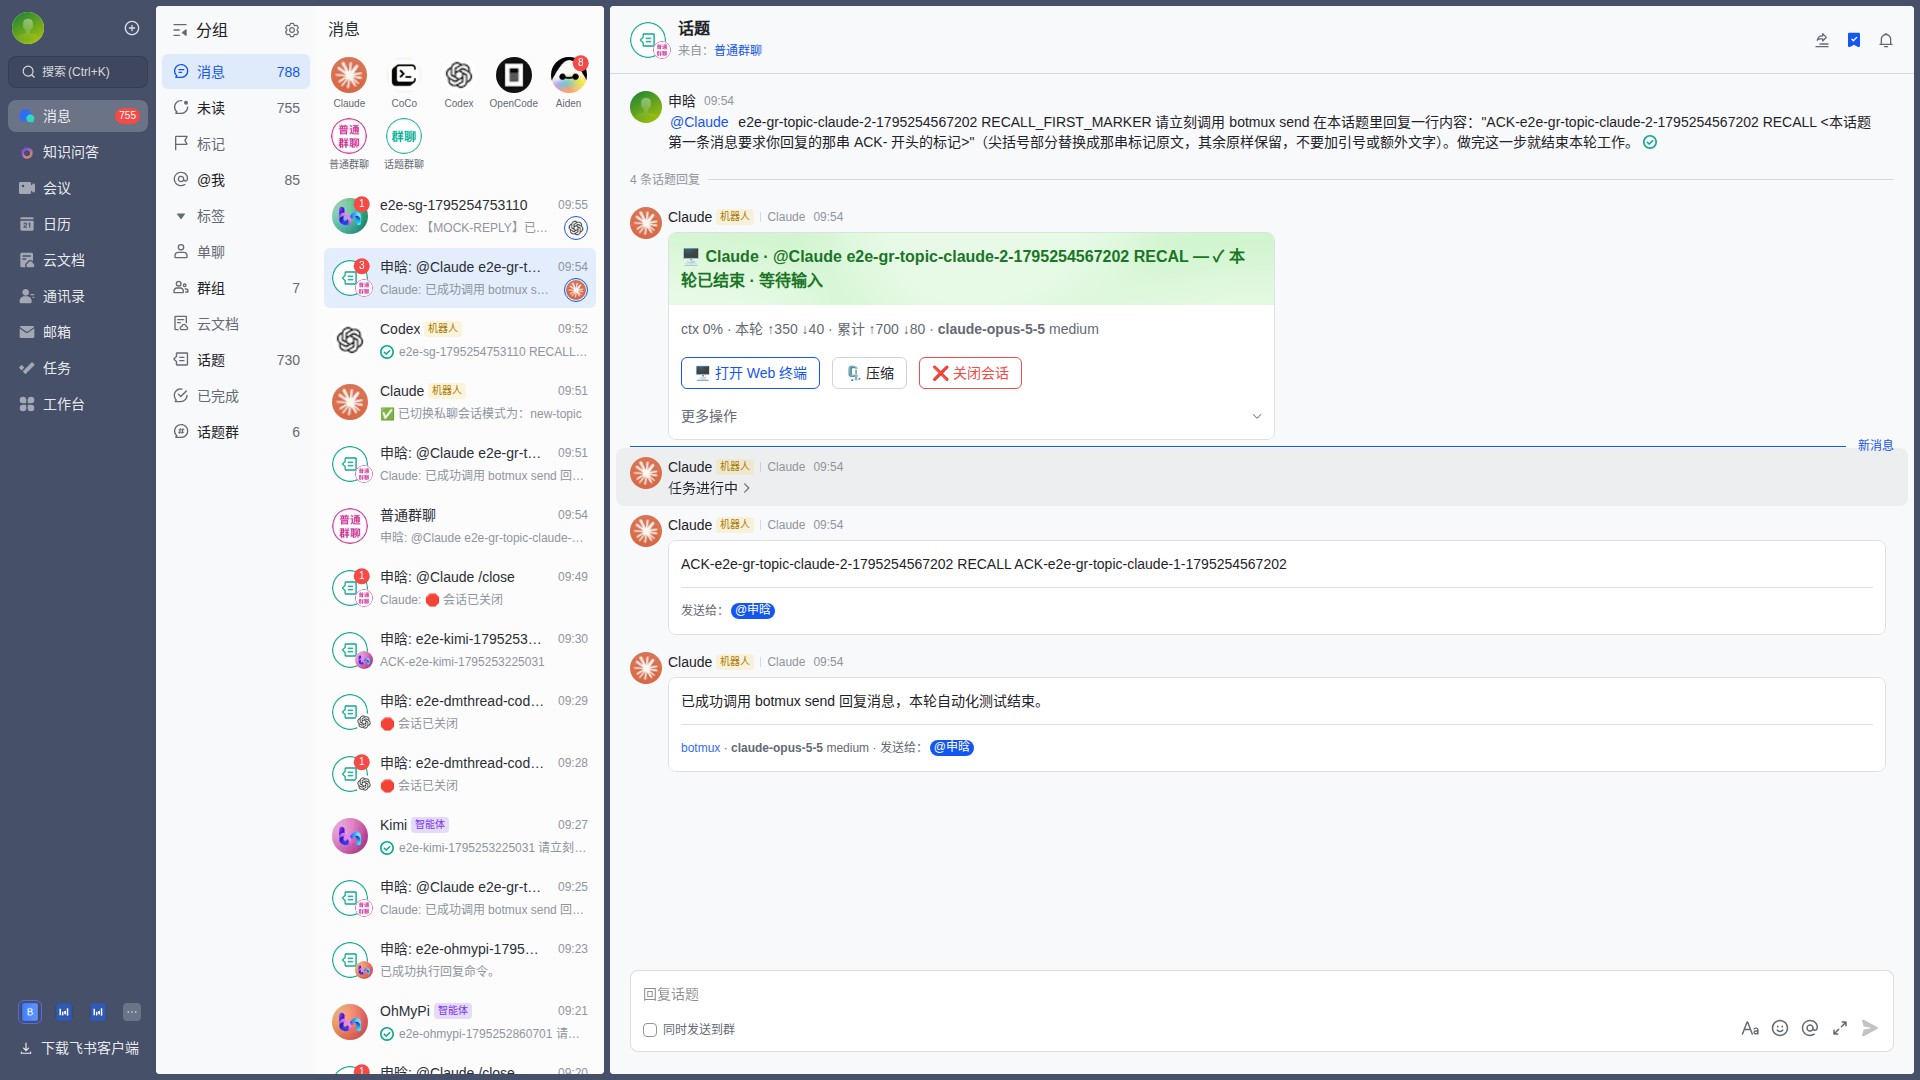 搜索 (Ctrl+K)
消息 755
知识问答
会议
日历
云文档
通讯录
邮箱
任务
工作台
下载飞书客户端
分组
消息 788
未读 755
标记
@我 85
标签
单聊
群组 7
云文档
话题 730
已完成
话题群 6
消息
Claude
CoCo
Codex
OpenCode
8
Aiden
普通群聊
普通群聊
群聊
话题群聊
1
e2e-sg-1795254753110 09:55
Codex: 【MOCK-REPLY】已…
3
申晗: @Claude e2e-gr-t… 09:54
Claude: 已成功调用 botmux s…
Codex 机器人 09:52
e2e-sg-1795254753110 RECALL…
Claude 机器人 09:51
✅ 已切换私聊会话模式为：new-topic
申晗: @Claude e2e-gr-t… 09:51
Claude: 已成功调用 botmux send 回…
普通群聊
普通群聊 09:54
申晗: @Claude e2e-gr-topic-claude-…
1
申晗: @Claude /close 09:49
Claude: 🛑 会话已关闭
申晗: e2e-kimi-1795253… 09:30
ACK-e2e-kimi-1795253225031
申晗: e2e-dmthread-cod… 09:29
🛑 会话已关闭
1
申晗: e2e-dmthread-cod… 09:28
🛑 会话已关闭
Kimi 智能体 09:27
e2e-kimi-1795253225031 请立刻…
申晗: @Claude e2e-gr-t… 09:25
Claude: 已成功调用 botmux send 回…
申晗: e2e-ohmypi-1795… 09:23
已成功执行回复命令。
OhMyPi 智能体 09:21
e2e-ohmypi-1795252860701 请…
1
申晗: @Claude /close 09:20
话题
来自：普通群聊
申晗 09:54
@Claude e2e-gr-topic-claude-2-1795254567202 RECALL_FIRST_MARKER 请立刻调用 botmux send 在本话题里回复一行内容："ACK-e2e-gr-topic-claude-2-1795254567202 RECALL <本话题
第一条消息要求你回复的那串 ACK- 开头的标记>"（尖括号部分替换成那串标记原文，其余原样保留，不要加引号或额外文字）。做完这一步就结束本轮工作。
4 条话题回复
Claude 机器人 Claude 09:54
🖥️ Claude · @Claude e2e-gr-topic-claude-2-1795254567202 RECAL — ✓ 本
轮已结束 · 等待输入
ctx 0% · 本轮 ↑350 ↓40 · 累计 ↑700 ↓80 · claude-opus-5-5 medium
🖥️ 打开 Web 终端
🗜️ 压缩
❌ 关闭会话
更多操作
新消息
Claude 机器人 Claude 09:54
任务进行中
Claude 机器人 Claude 09:54
ACK-e2e-gr-topic-claude-2-1795254567202 RECALL ACK-e2e-gr-topic-claude-1-1795254567202
发送给：@申晗
Claude 机器人 Claude 09:54
已成功调用 botmux send 回复消息，本轮自动化测试结束。
botmux · claude-opus-5-5 medium · 发送给：@申晗
回复话题
同时发送到群